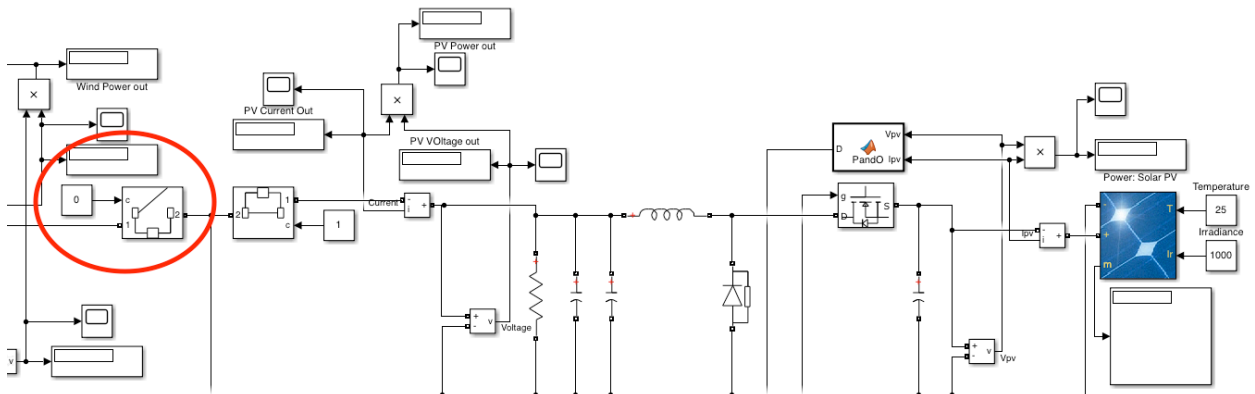 PV Power out
Wind Power out
×
×
PV Current Out
PV VOltage out
Vpv
D
Ipv
PandO
×
Power: Solar PV
Temperature
25
Irradiance
1000
0
c
1
2
2
1
c
1
Current
-
i
+
g
D
S
Ipv
-
i
+
T
+
Ir
m
+
+
+
+
+
+
-
v
Voltage
+
-
v
Vpv
v